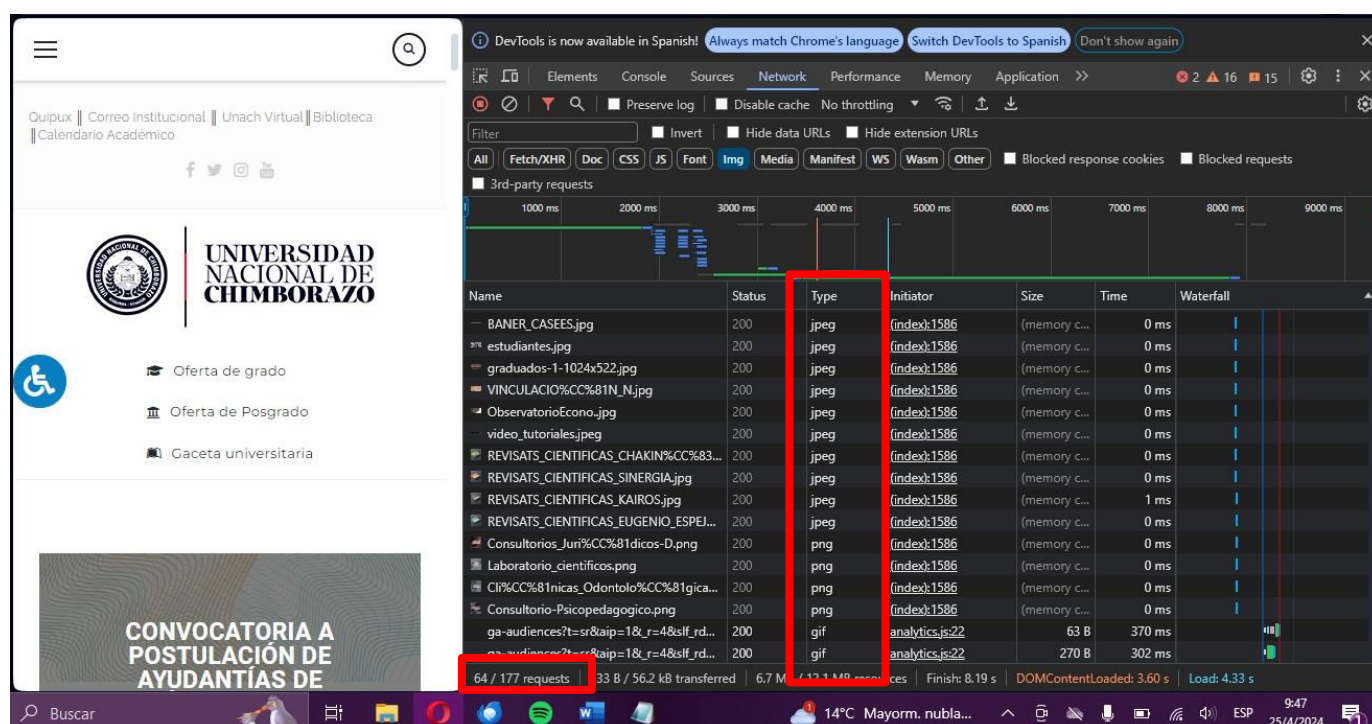 Quipux ‖ Correo Institucional ‖ Unach Virtual‖Biblioteca
‖Calendario Académico
UNIVERSIDAD
NACIONAL DE
CHIMBORAZO
Oferta de grado
Oferta de Posgrado
Gaceta universitaria
CONVOCATORIA A
POSTULACIÓN DE
AYUDANTÍAS DE
DevTools is now available in Spanish! Always match Chrome's language Switch DevTools to Spanish Don't show again
Elements Console Sources Network Performance Memory Application 2 16 15
Preserve log Disable cache No throttling
Filter Invert Hide data URLs Hide extension URLs
All Fetch/XHR Doc CSS JS Font Img Media Manifest WS Wasm Other Blocked response cookies Blocked requests
3rd-party requests
1000 ms 2000 ms 3000 ms 4000 ms 5000 ms 6000 ms 7000 ms 8000 ms 9000 ms
Name Status Type Initiator Size Time Waterfall
BANER_CASEES.jpg 200 jpeg (index):1586 (memory c... 0 ms
estudiantes.jpg 200 jpeg (index):1586 (memory c... 0 ms
graduados-1-1024x522.jpg 200 jpeg (index):1586 (memory c... 0 ms
VINCULACIO%CC%81N_N.jpg 200 jpeg (index):1586 (memory c... 0 ms
ObservatorioEcono..jpg 200 jpeg (index):1586 (memory c... 0 ms
video_tutoriales.jpeg 200 jpeg (index):1586 (memory c... 0 ms
REVISATS_CIENTIFICAS_CHAKIN%CC%83... 200 jpeg (index):1586 (memory c... 0 ms
REVISATS_CIENTIFICAS_SINERGIA.jpg 200 jpeg (index):1586 (memory c... 0 ms
REVISATS_CIENTIFICAS_KAIROS.jpg 200 jpeg (index):1586 (memory c... 1 ms
REVISATS_CIENTIFICAS_EUGENIO_ESPEJ... 200 jpeg (index):1586 (memory c... 0 ms
Consultorios_Juri%CC%81dicos-D.png 200 png (index):1586 (memory c... 0 ms
Laboratorio_cientificos.png 200 png (index):1586 (memory c... 0 ms
Cli%CC%81nicas_Odontolo%CC%81gica... 200 png (index):1586 (memory c... 0 ms
Consultorio-Psicopedagogico.png 200 png (index):1586 (memory c... 0 ms
ga-audiences?t=sr&aip=1&_r=4&slf_rd... 200 gif analytics.js:22 63 B 370 ms
ga-audiences?t=sr&aip=1&_r=4&slf_rd... 200 gif analytics.js:22 270 B 302 ms
64 / 177 requests 33 B / 56.2 kB transferred 6.7 M / 12.1 MB resources Finish: 8.19 s DOMContentLoaded: 3.60 s Load: 4.33 s
Buscar 14°C Mayorm. nubla... ESP 9:47
25/4/2024